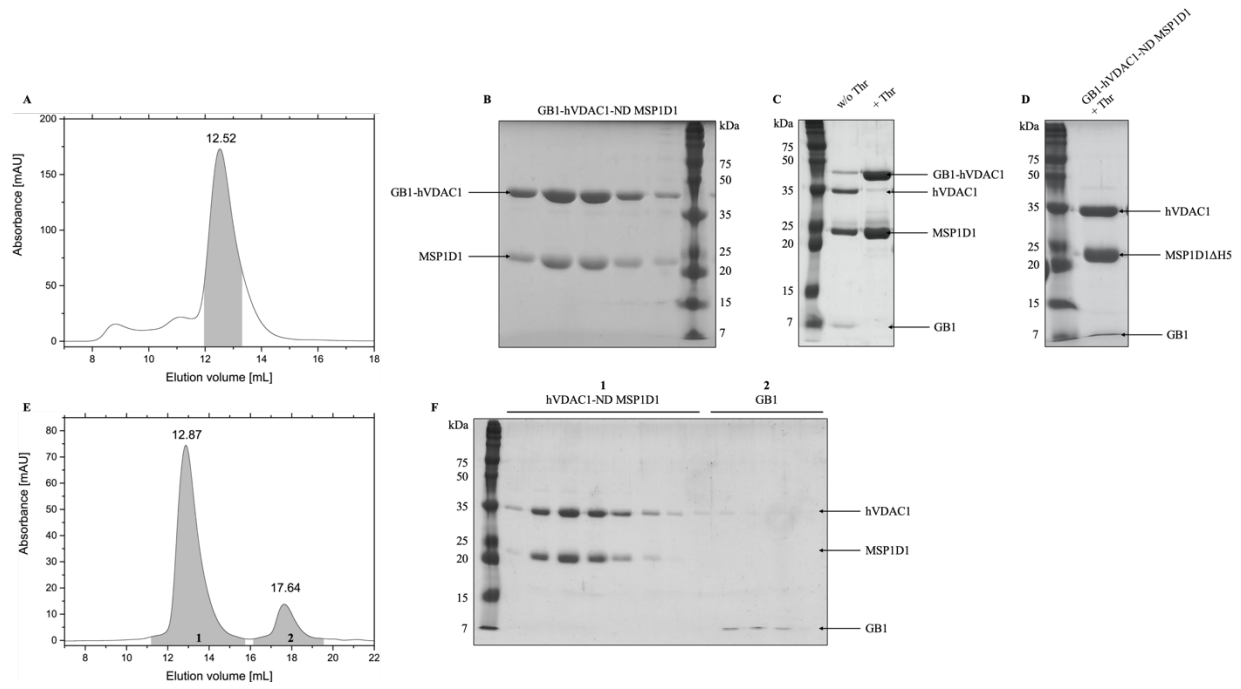 A
Absorbance [mAU]
200
150
100
50
0
12.52
8 10 12 14 16 18
Elution volume [mL]
B
GB1-hVDAC1-ND MSP1D1
kDa
75
50
35
25
20
15
7
GB1-hVDAC1
MSP1D1
C
w/o Thr
+ Thr
kDa
75
50
35
25
20
15
7
GB1-hVDAC1
hVDAC1
MSP1D1
GB1
D
GB1-hVDAC1-ND MSP1D1
+ Thr
kDa
75
50
35
25
20
15
7
hVDAC1
MSP1D1ΔH5
GB1
E
Absorbance [mAU]
80
70
60
50
40
30
20
10
0
12.87
17.64
1
2
8 10 12 14 16 18 20 22
Elution volume [mL]
F
1
hVDAC1-ND MSP1D1
2
GB1
kDa
75
50
35
25
20
15
7
hVDAC1
MSP1D1
GB1